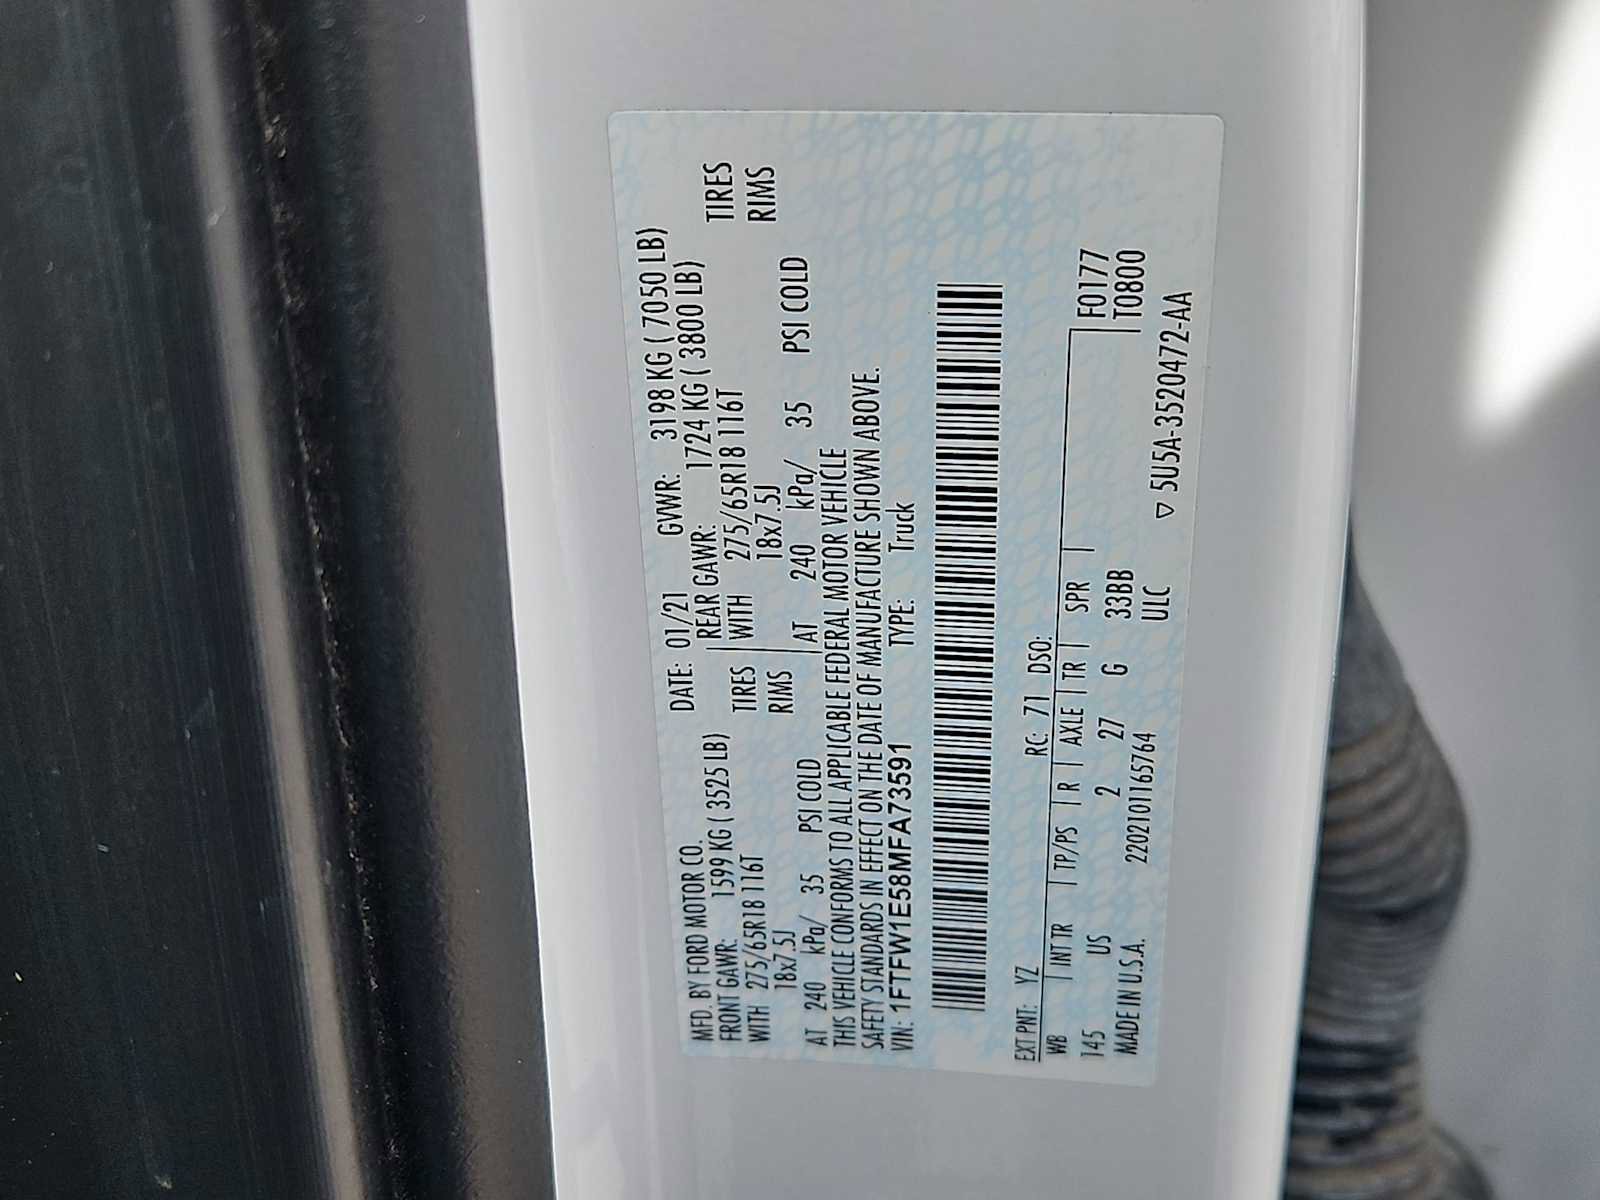 MFD. BY FORD MOTOR CO. DATE: 01/21 GVWR: 3198 KG ( 7050 LB)
FRONT GAWR: 1599 KG ( 3525 LB) REAR GAWR: 1724 KG ( 3800 LB)
WITH 275/65R18 116T TIRES WITH 275/65R18 116T TIRES
18x7.5J RIMS 18x7.5J RIMS
AT 240 kPa/ 35 PSI COLD AT 240 kPa/ 35 PSI COLD
THIS VEHICLE CONFORMS TO ALL APPLICABLE FEDERAL MOTOR VEHICLE
SAFETY STANDARDS IN EFFECT ON THE DATE OF MANUFACTURE SHOWN ABOVE.
VIN: 1FTFW1E58MFA73591 TYPE: Truck
EXT PNT: YZ RC: 71 DSO: F0177
WB | INT TR | TP/PS | R | AXLE | TR | SPR | T0800
145 US 2 27 G 33BB
MADE IN U.S.A. 220210116 5764 ULC
▽ 5U5A-3520472-AA